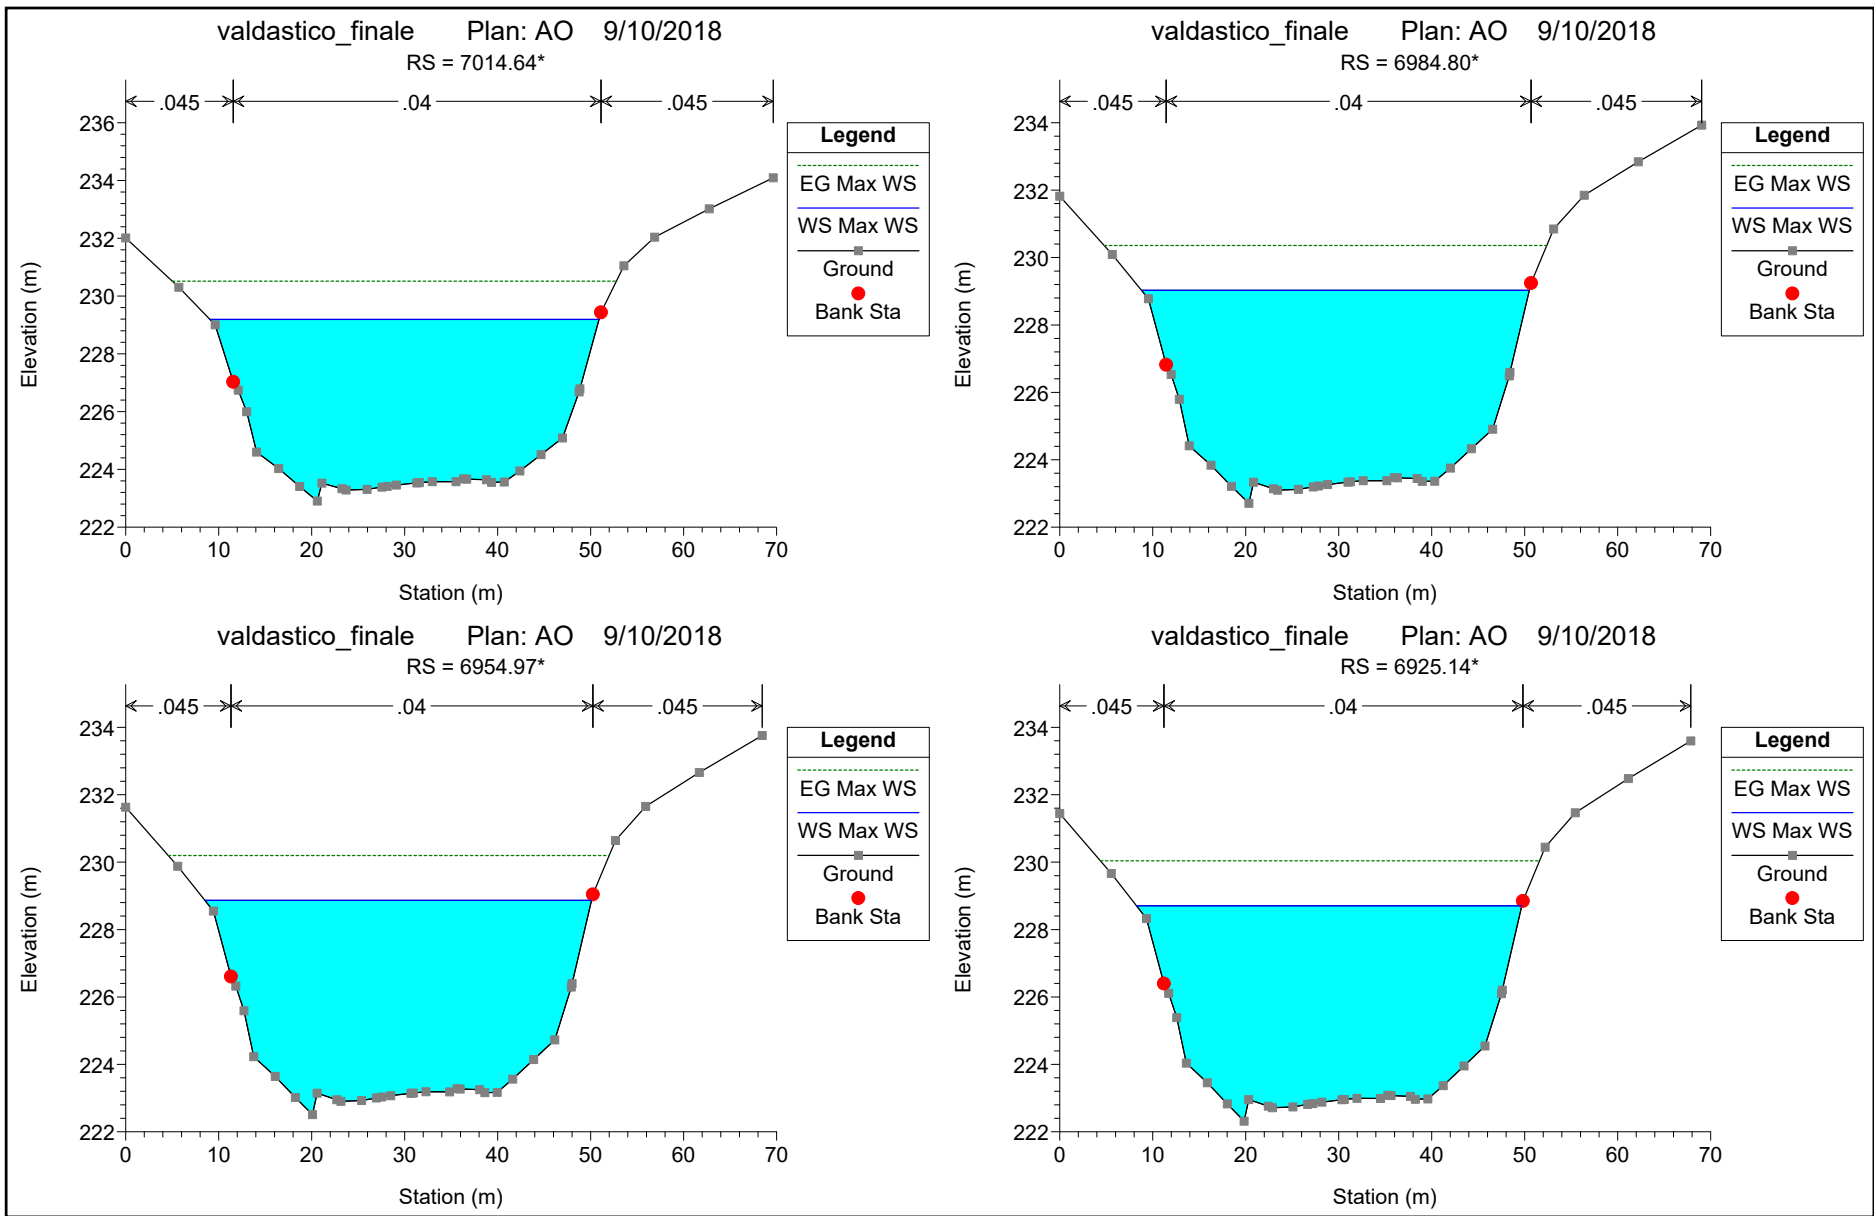 valdastico_finale Plan: AO 9/10/2018
RS = 7014.64*
.045 .04 .045
236
234
232
230
228
226
224
222
0 10 20 30 40 50 60 70
Elevation (m)
Station (m)
Legend
EG Max WS
WS Max WS
Ground
Bank Sta
valdastico_finale Plan: AO 9/10/2018
RS = 6984.80*
.045 .04 .045
234
232
230
228
226
224
222
0 10 20 30 40 50 60 70
Elevation (m)
Station (m)
Legend
EG Max WS
WS Max WS
Ground
Bank Sta
valdastico_finale Plan: AO 9/10/2018
RS = 6954.97*
.045 .04 .045
234
232
230
228
226
224
222
0 10 20 30 40 50 60 70
Elevation (m)
Station (m)
Legend
EG Max WS
WS Max WS
Ground
Bank Sta
valdastico_finale Plan: AO 9/10/2018
RS = 6925.14*
.045 .04 .045
234
232
230
228
226
224
222
0 10 20 30 40 50 60 70
Elevation (m)
Station (m)
Legend
EG Max WS
WS Max WS
Ground
Bank Sta